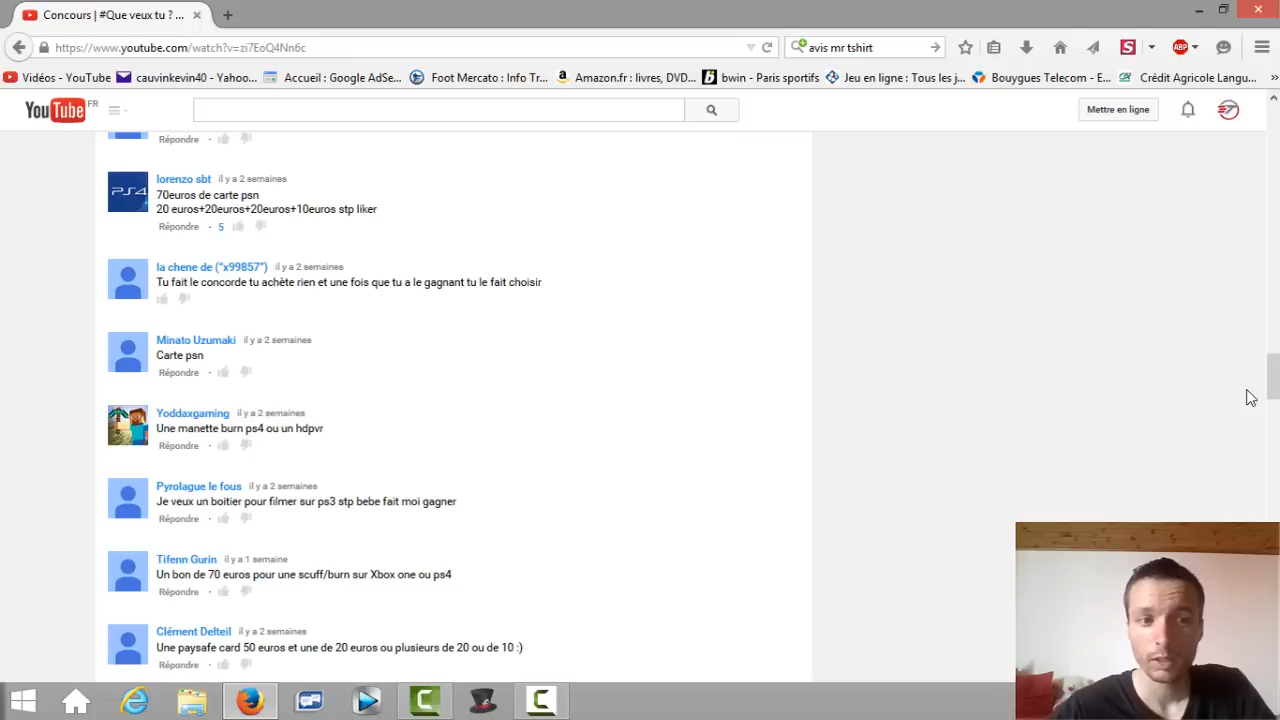 Concours | #Que veux tu ? ...
https://www.youtube.com/watch?v=zi7EoQ4Nn6c
avis mr tshirt
S
ABP
Vidéos - YouTube
cauvinkevin40 - Yahoo...
Accueil : Google AdSe...
Foot Mercato : Info Tr...
Amazon.fr : livres, DVD...
bwin - Paris sportifs
Jeu en ligne : Tous les j...
Bouygues Telecom - E...
Crédit Agricole Langu...
YouTube FR
Mettre en ligne
Répondre
PS4
lorenzo sbt il y a 2 semaines
70euros de carte psn
20 euros+20euros+20euros+10euros stp liker
Répondre · 5
la chene de ("x99857") il y a 2 semaines
Tu fait le concorde tu achète rien et une fois que tu a le gagnant tu le fait choisir
Minato Uzumaki il y a 2 semaines
Carte psn
Répondre ·
Yoddaxgaming il y a 2 semaines
Une manette burn ps4 ou un hdpvr
Répondre ·
Pyrolague le fous il y a 2 semaines
Je veux un boitier pour filmer sur ps3 stp bebe fait moi gagner
Répondre ·
Tifenn Gurin il y a 1 semaine
Un bon de 70 euros pour une scuff/burn sur Xbox one ou ps4
Répondre ·
Clément Delteil il y a 2 semaines
Une paysafe card 50 euros et une de 20 euros ou plusieurs de 20 ou de 10 :)
Répondre ·